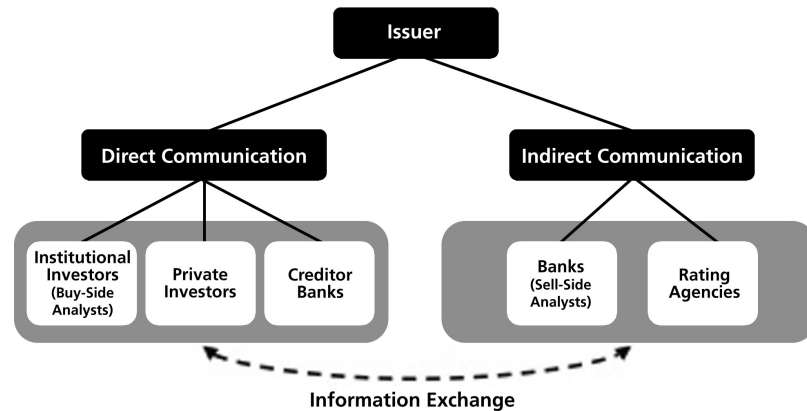 Issuer
Direct Communication
Indirect Communication
Institutional
Investors
(Buy-Side
Analysts)
Private
Investors
Creditor
Banks
Banks
(Sell-Side
Analysts)
Rating
Agencies
Information Exchange